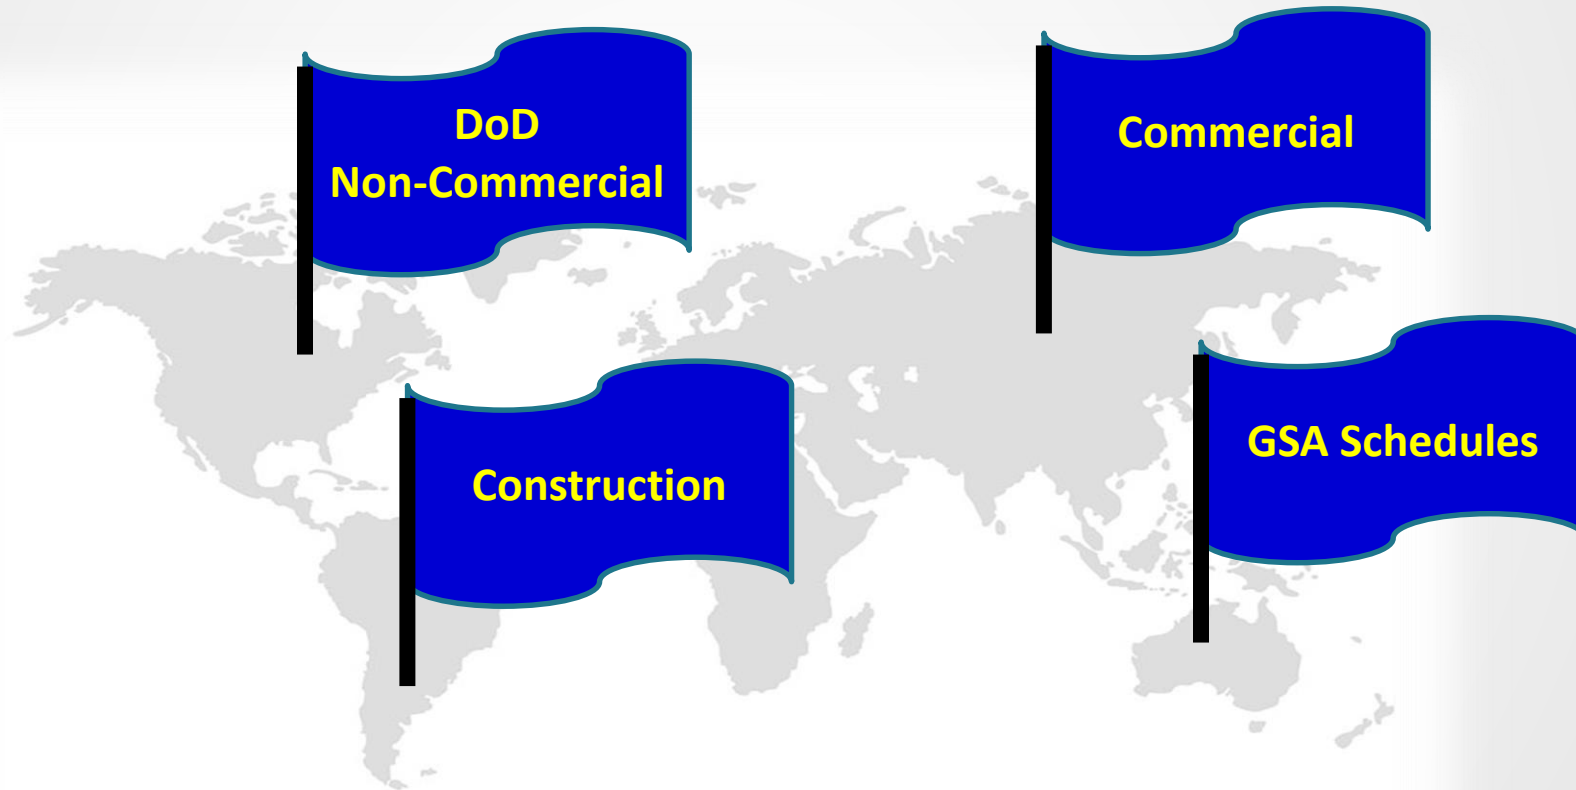 DoD
Non-Commercial
Commercial
Construction
GSA Schedules